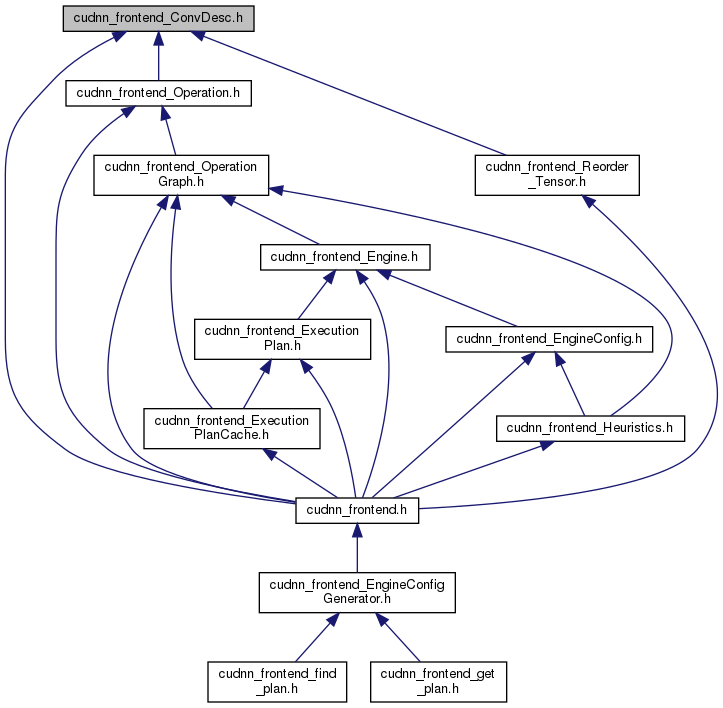 cudnn_frontend_ConvDesc.h
cudnn_frontend_Operation.h
cudnn_frontend_Operation
Graph.h
cudnn_frontend_Reorder
_Tensor.h
cudnn_frontend_Engine.h
cudnn_frontend_Execution
Plan.h
cudnn_frontend_EngineConfig.h
cudnn_frontend_Execution
PlanCache.h
cudnn_frontend_Heuristics.h
cudnn_frontend.h
cudnn_frontend_EngineConfig
Generator.h
cudnn_frontend_find
_plan.h
cudnn_frontend_get
_plan.h